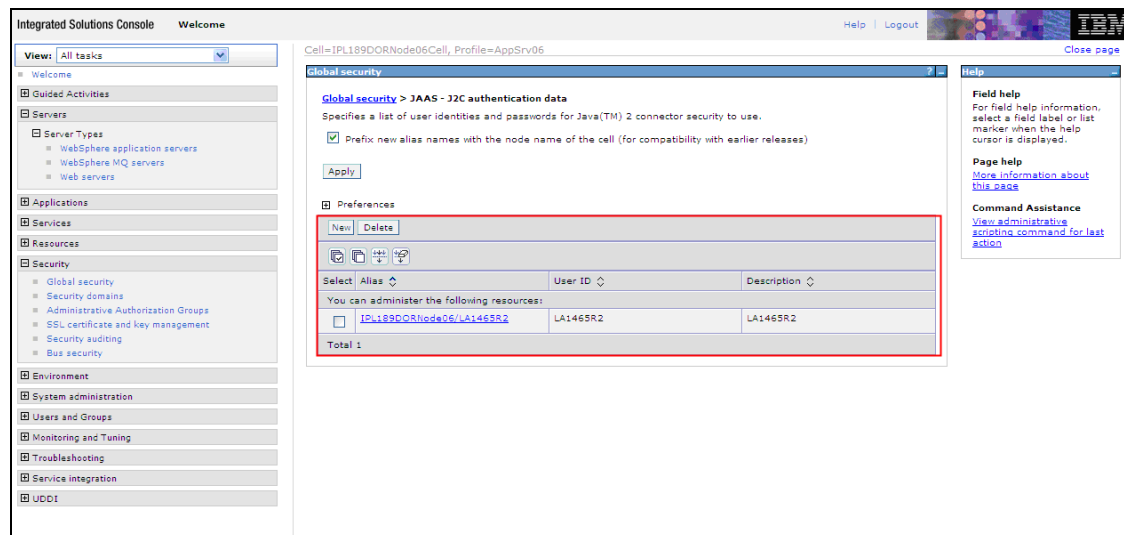 Integrated Solutions Console Welcome Help | Logout IBM
View: All tasks
Welcome
Guided Activities
Servers
Server Types
WebSphere application servers
WebSphere MQ servers
Web servers
Applications
Services
Resources
Security
Global security
Security domains
Administrative Authorization Groups
SSL certificate and key management
Security auditing
Bus security
Environment
System administration
Users and Groups
Monitoring and Tuning
Troubleshooting
Service integration
UDDI
Cell=IPL189DORNode06Cell, Profile=AppSrv06 Close page
Global security ? -
Global security > JAAS - J2C authentication data
Specifies a list of user identities and passwords for Java(TM) 2 connector security to use.
Prefix new alias names with the node name of the cell (for compatibility with earlier releases)
Apply
Preferences
New Delete
Select Alias User ID Description
You can administer the following resources:
IPL189DORNode06/LA1465R2 LA1465R2 LA1465R2
Total 1
Help -
Field help
For field help information,
select a field label or list
marker when the help
cursor is displayed.
Page help
More information about
this page
Command Assistance
View administrative
scripting command for last
action